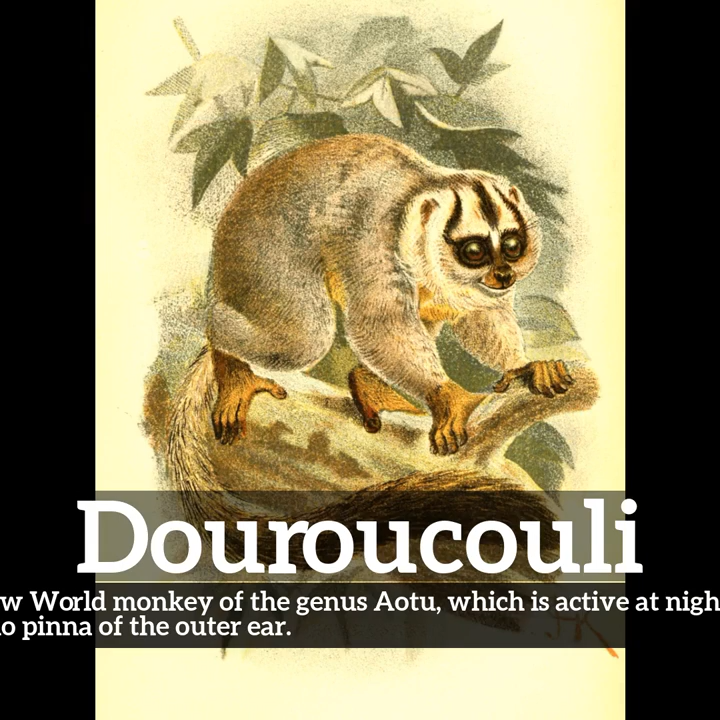 Douroucouli
w World monkey of the genus Aotu, which is active at nigh
o pinna of the outer ear.